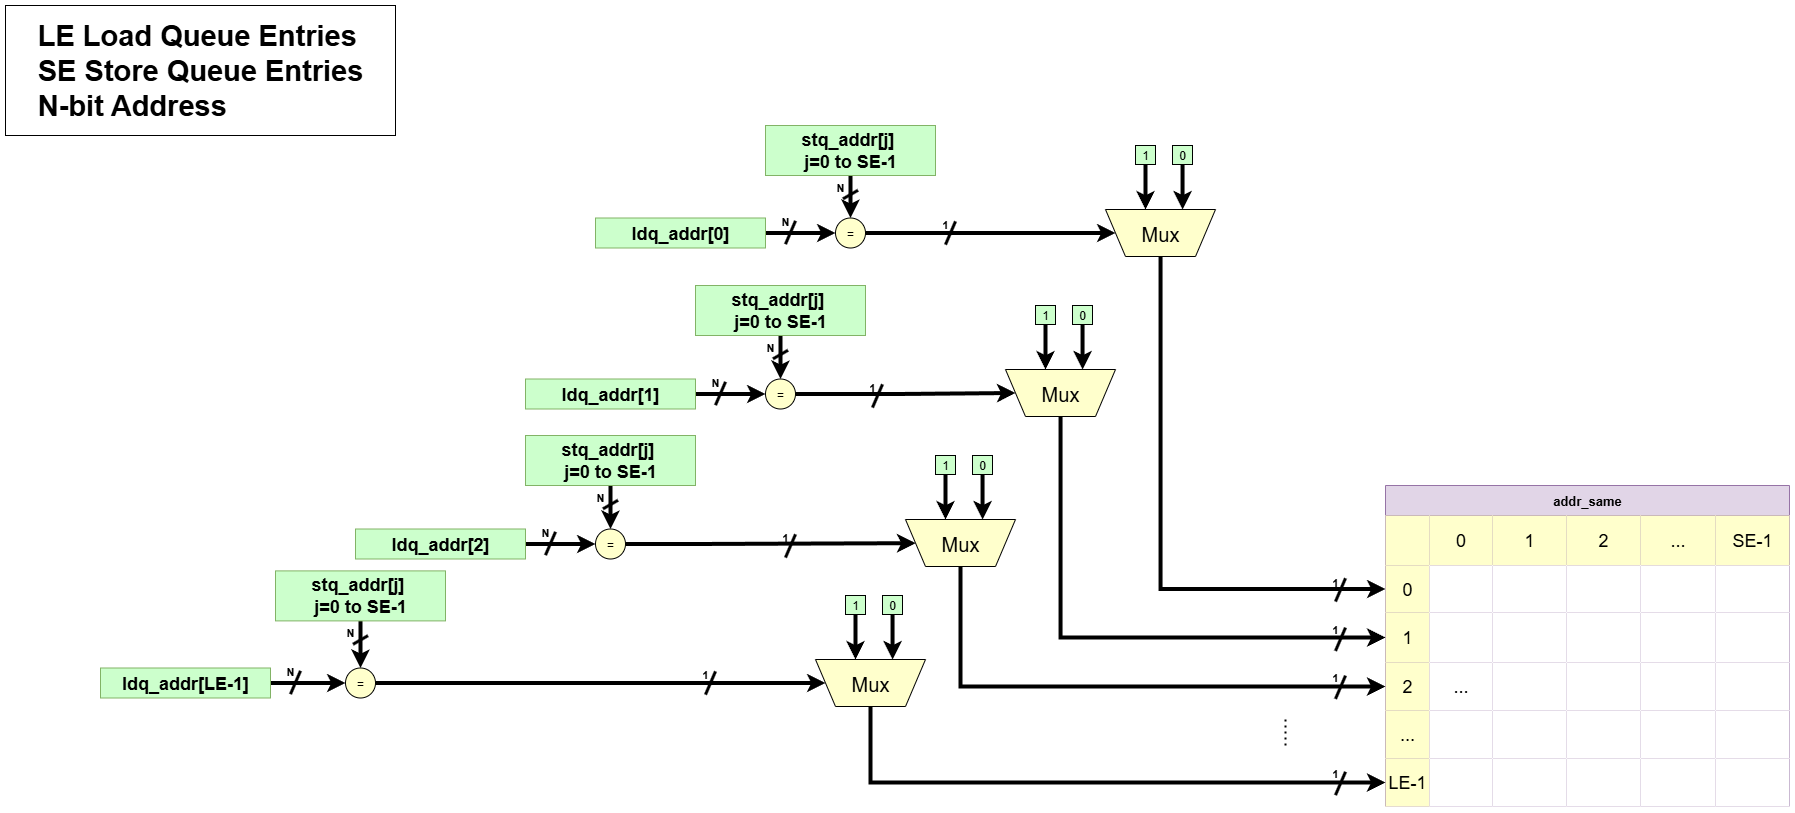 LE Load Queue Entries
SE Store Queue Entries
N-bit Address
stq_addr[j]
j=0 to SE-1
1
0
N
ldq_addr[0]
N
=
1
Mux
stq_addr[j]
j=0 to SE-1
1
0
N
ldq_addr[1]
N
=
1
Mux
stq_addr[j]
j=0 to SE-1
1
0
N
ldq_addr[2]
N
=
1
Mux
stq_addr[j]
j=0 to SE-1
1
0
N
ldq_addr[LE-1]
N
=
1
Mux
addr_same
0 1 2 ... SE-1
1
0
1
1
1
2 ...
...
1
LE-1